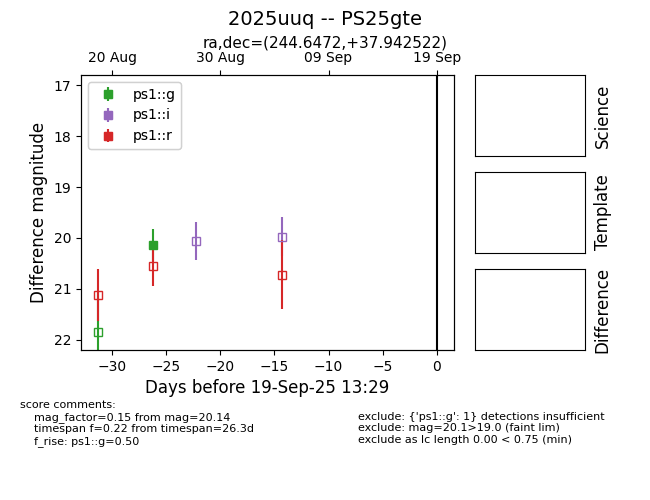 2025uuq -- PS25gte
ra,dec=(244.6472,+37.942522)
20 Aug
30 Aug
09 Sep
19 Sep
17
18
19
20
21
22
Difference magnitude
ps1::g
ps1::i
ps1::r
Science
Template
Difference
−30
−25
−20
−15
−10
−5
0
Days before 19-Sep-25 13:29
score comments:
mag_factor=0.15 from mag=20.14
timespan f=0.22 from timespan=26.3d
f_rise: ps1::g=0.50
exclude: {'ps1::g': 1} detections insufficient
exclude: mag=20.1>19.0 (faint lim)
exclude as lc length 0.00 < 0.75 (min)